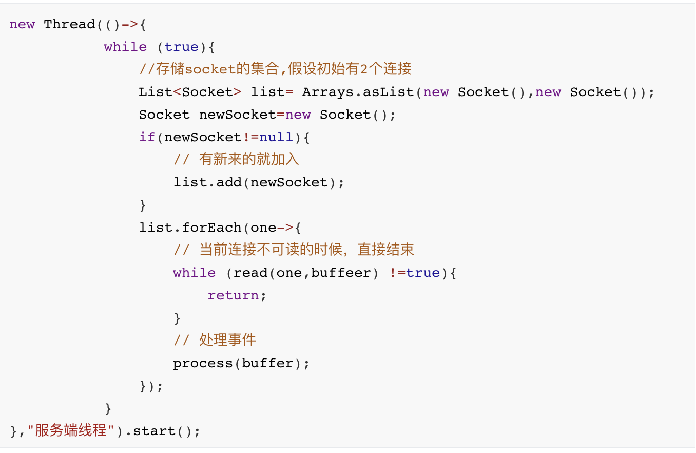 new Thread(()->{
while (true){
//存储socket的集合,假设初始有2个连接
List<Socket> list= Arrays.asList(new Socket(),new Socket());
Socket newSocket=new Socket();
if(newSocket!=null){
// 有新来的就加入
list.add(newSocket);
}
list.forEach(one->{
// 当前连接不可读的时候，直接结束
while (read(one,buffeer) !=true){
return;
}
// 处理事件
process(buffer);
});
}
},"服务端线程").start();